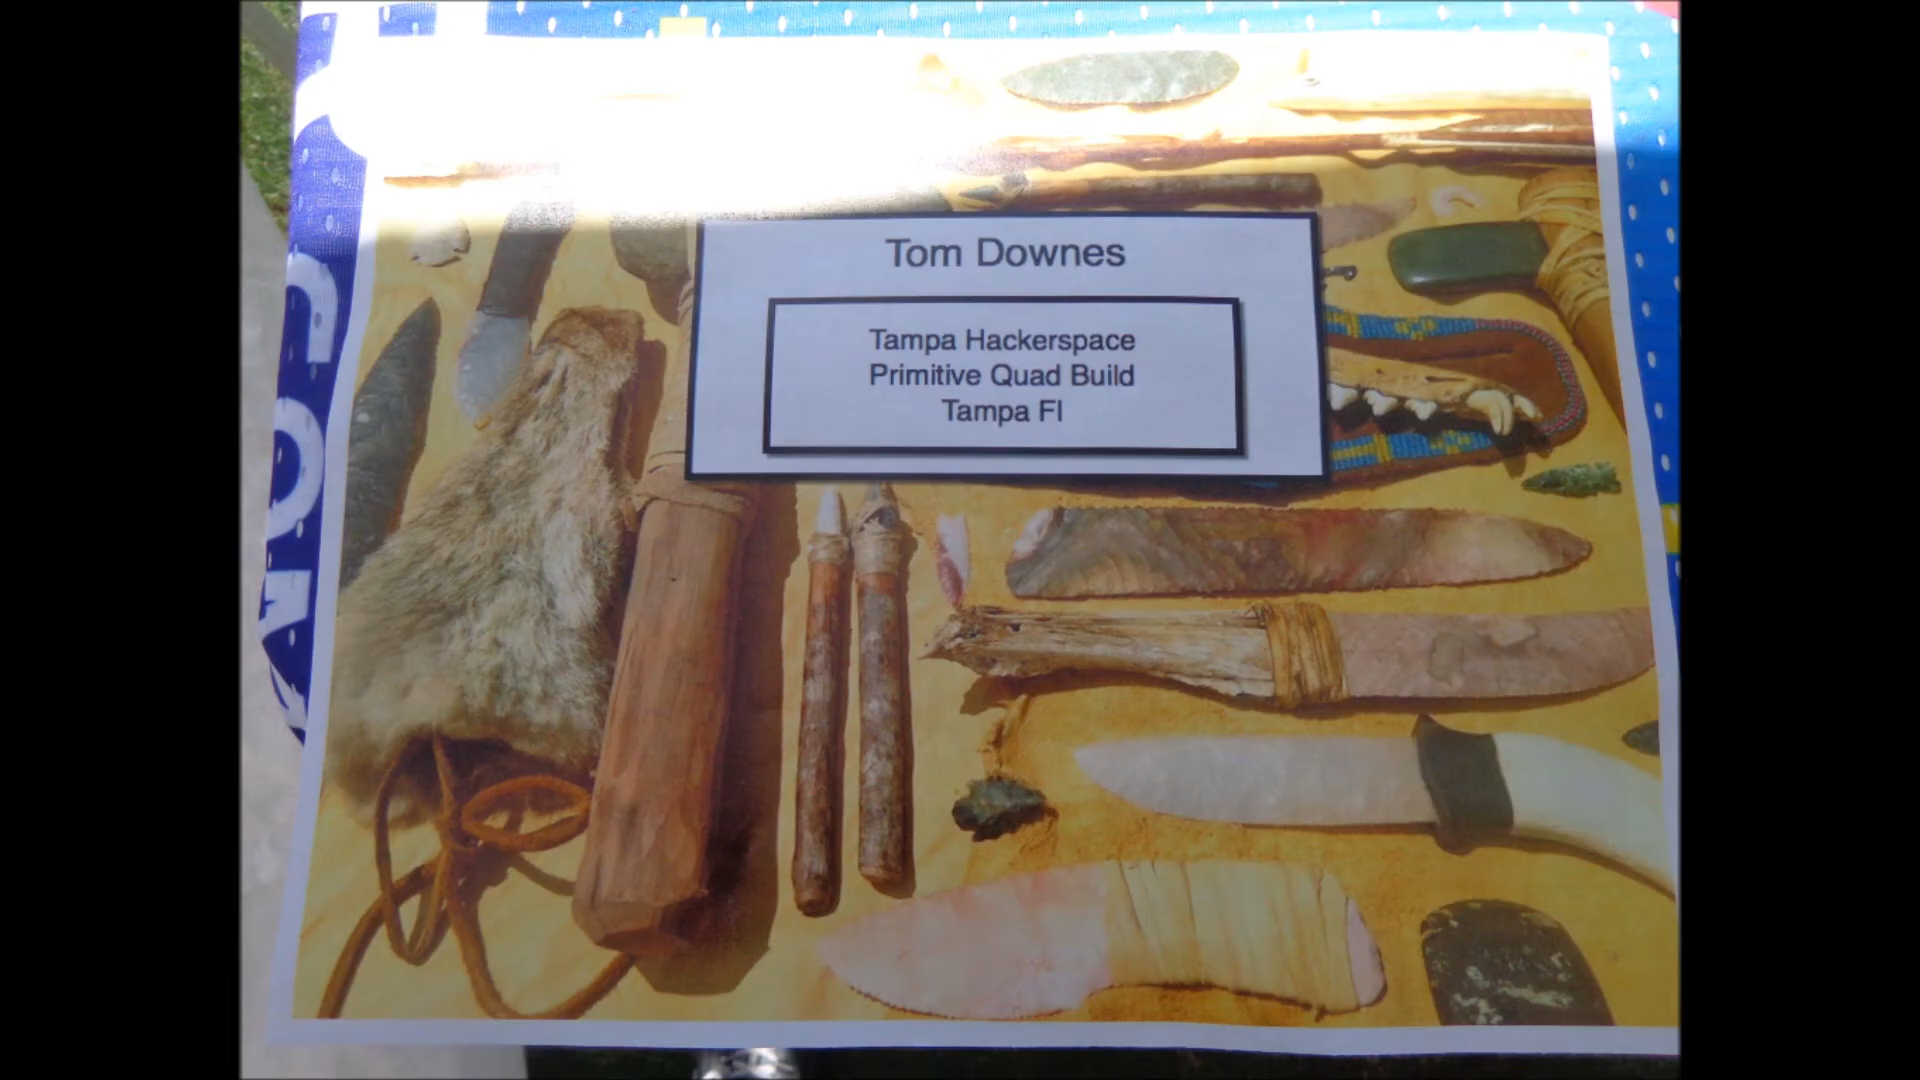 Tom Downes
Tampa Hackerspace
Primitive Quad Build
Tampa Fl